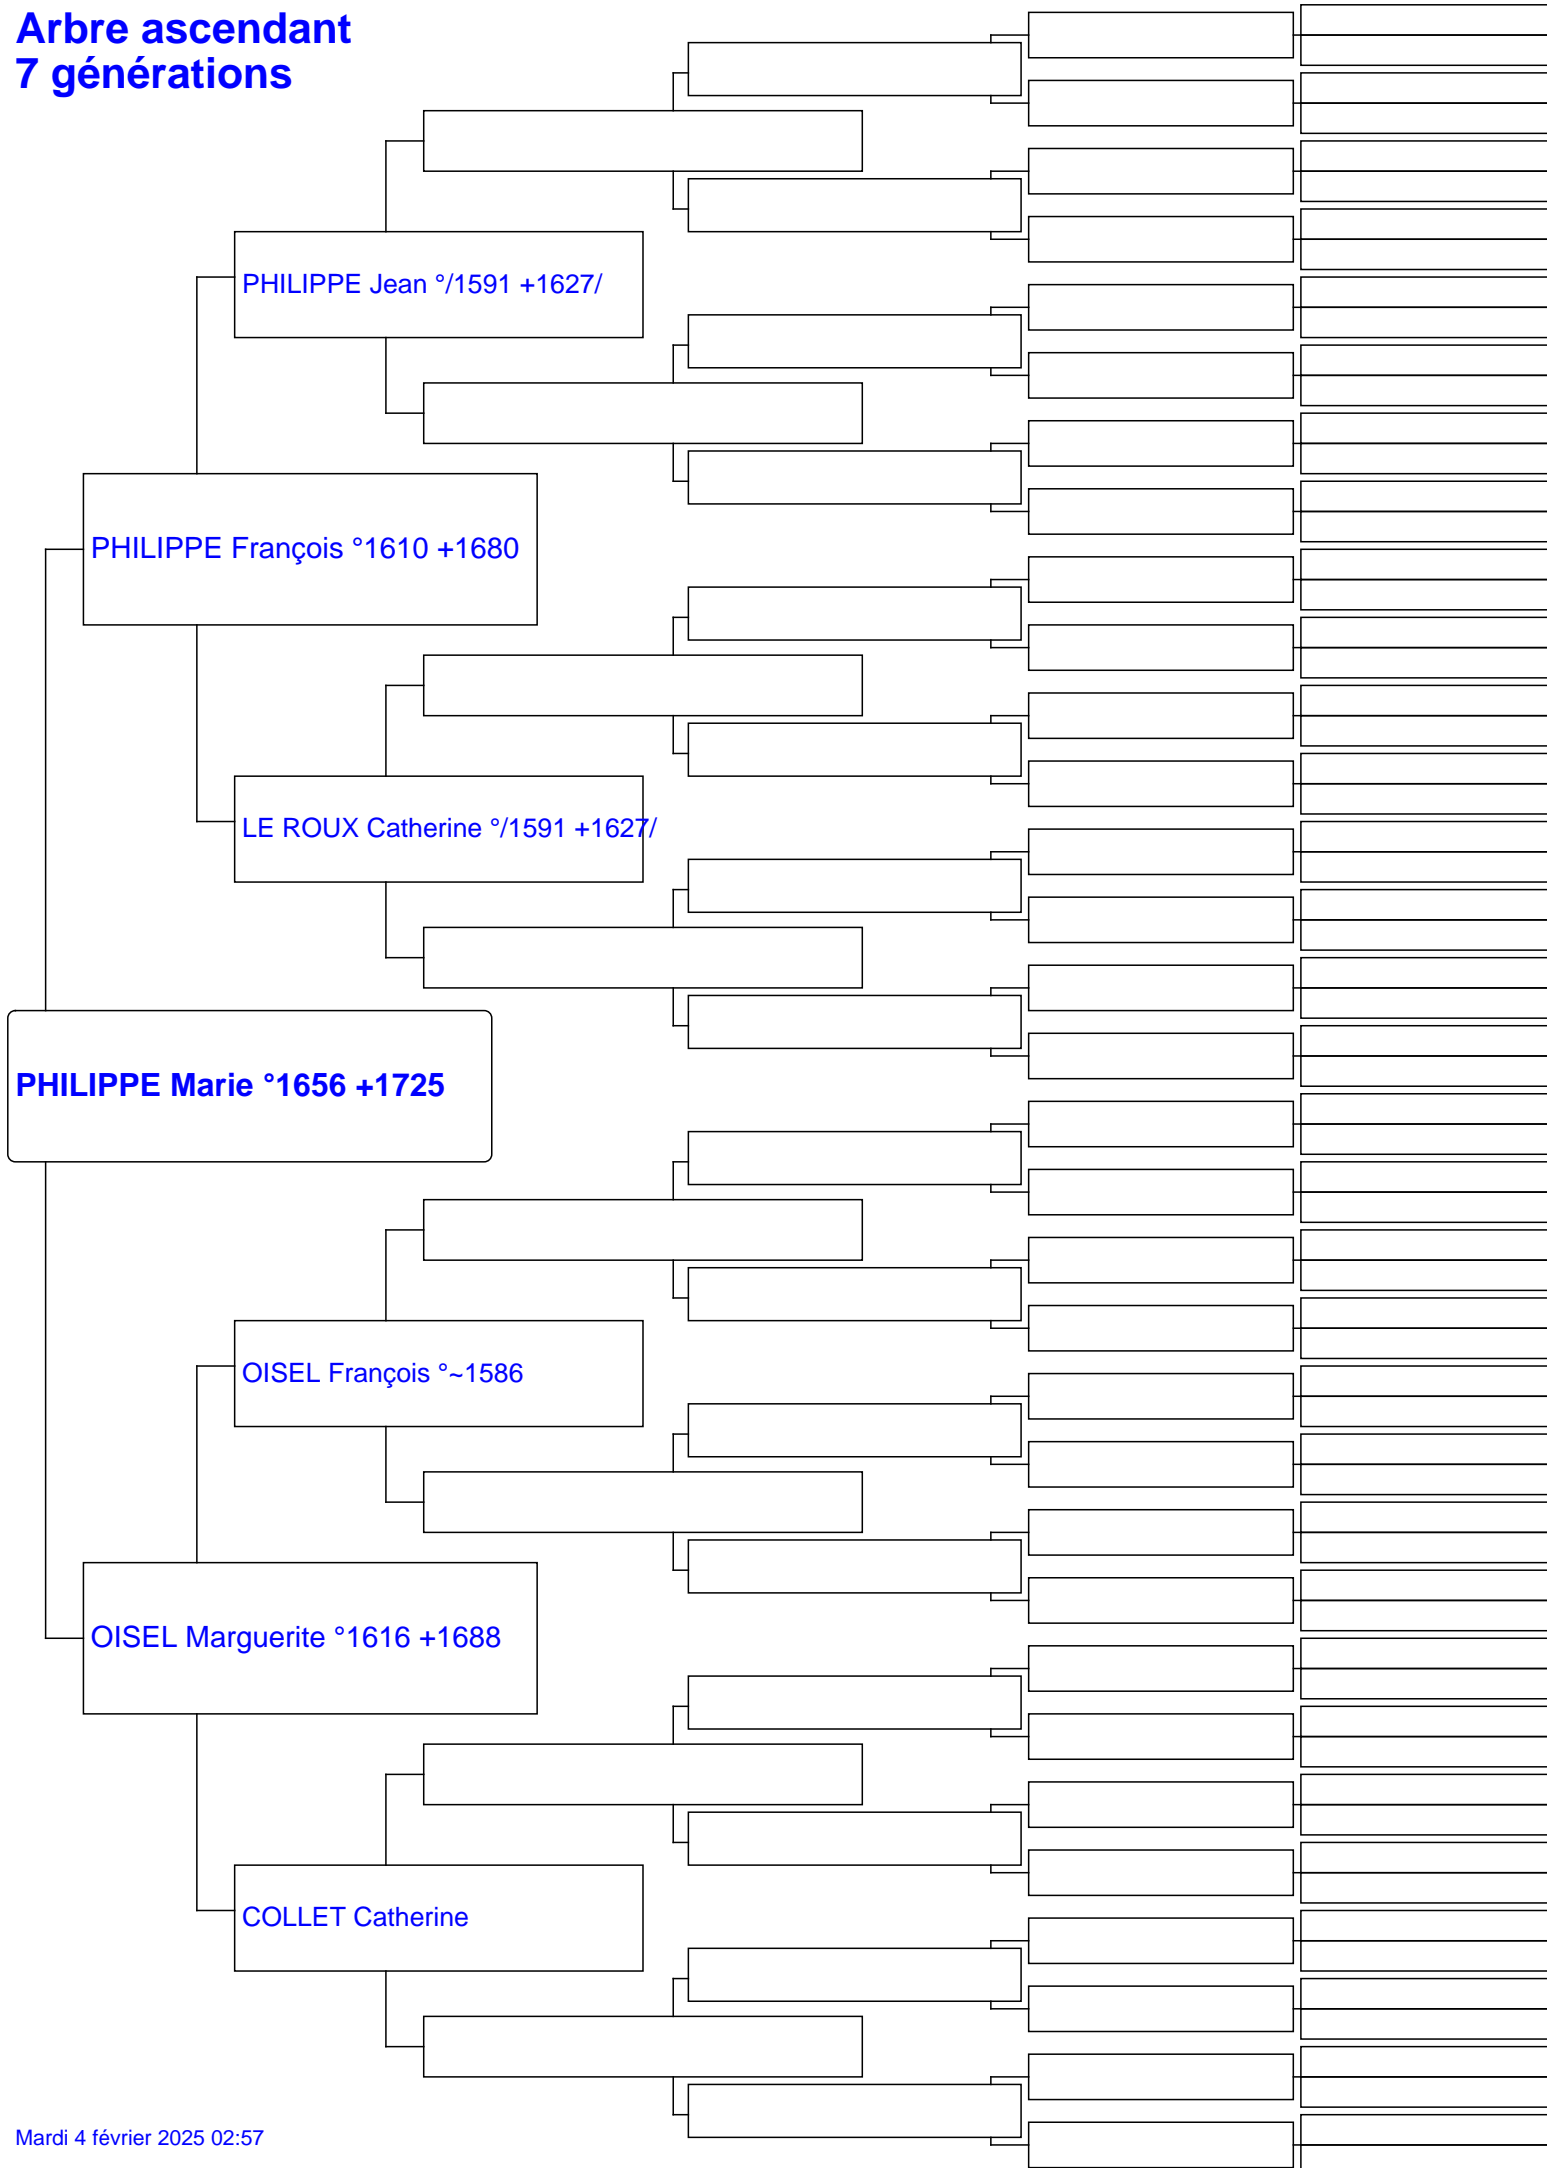 Arbre ascendant
7 générations
PHILIPPE Jean °/1591 +1627/
PHILIPPE François °1610 +1680
LE ROUX Catherine °/1591 +1627/
PHILIPPE Marie °1656 +1725
OISEL François °~1586
OISEL Marguerite °1616 +1688
COLLET Catherine
Mardi 4 février 2025 02:57